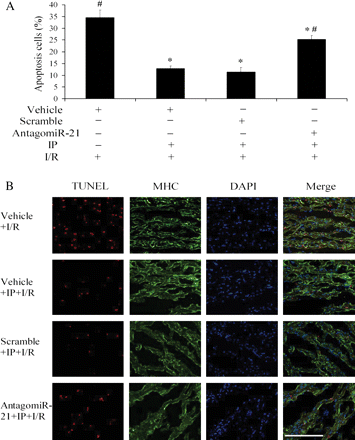 A
Apoptosis cells (%)
40
35
30
25
20
15
10
5
0
#
*
*
* #
Vehicle + + − −
Scramble − − + −
AntagomiR-21 − − − +
IP − + + +
I/R + + + +
B
TUNEL MHC DAPI Merge
Vehicle
+I/R
Vehicle
+IP+I/R
Scramble
+IP+I/R
AntagomiR-
21+IP+I/R